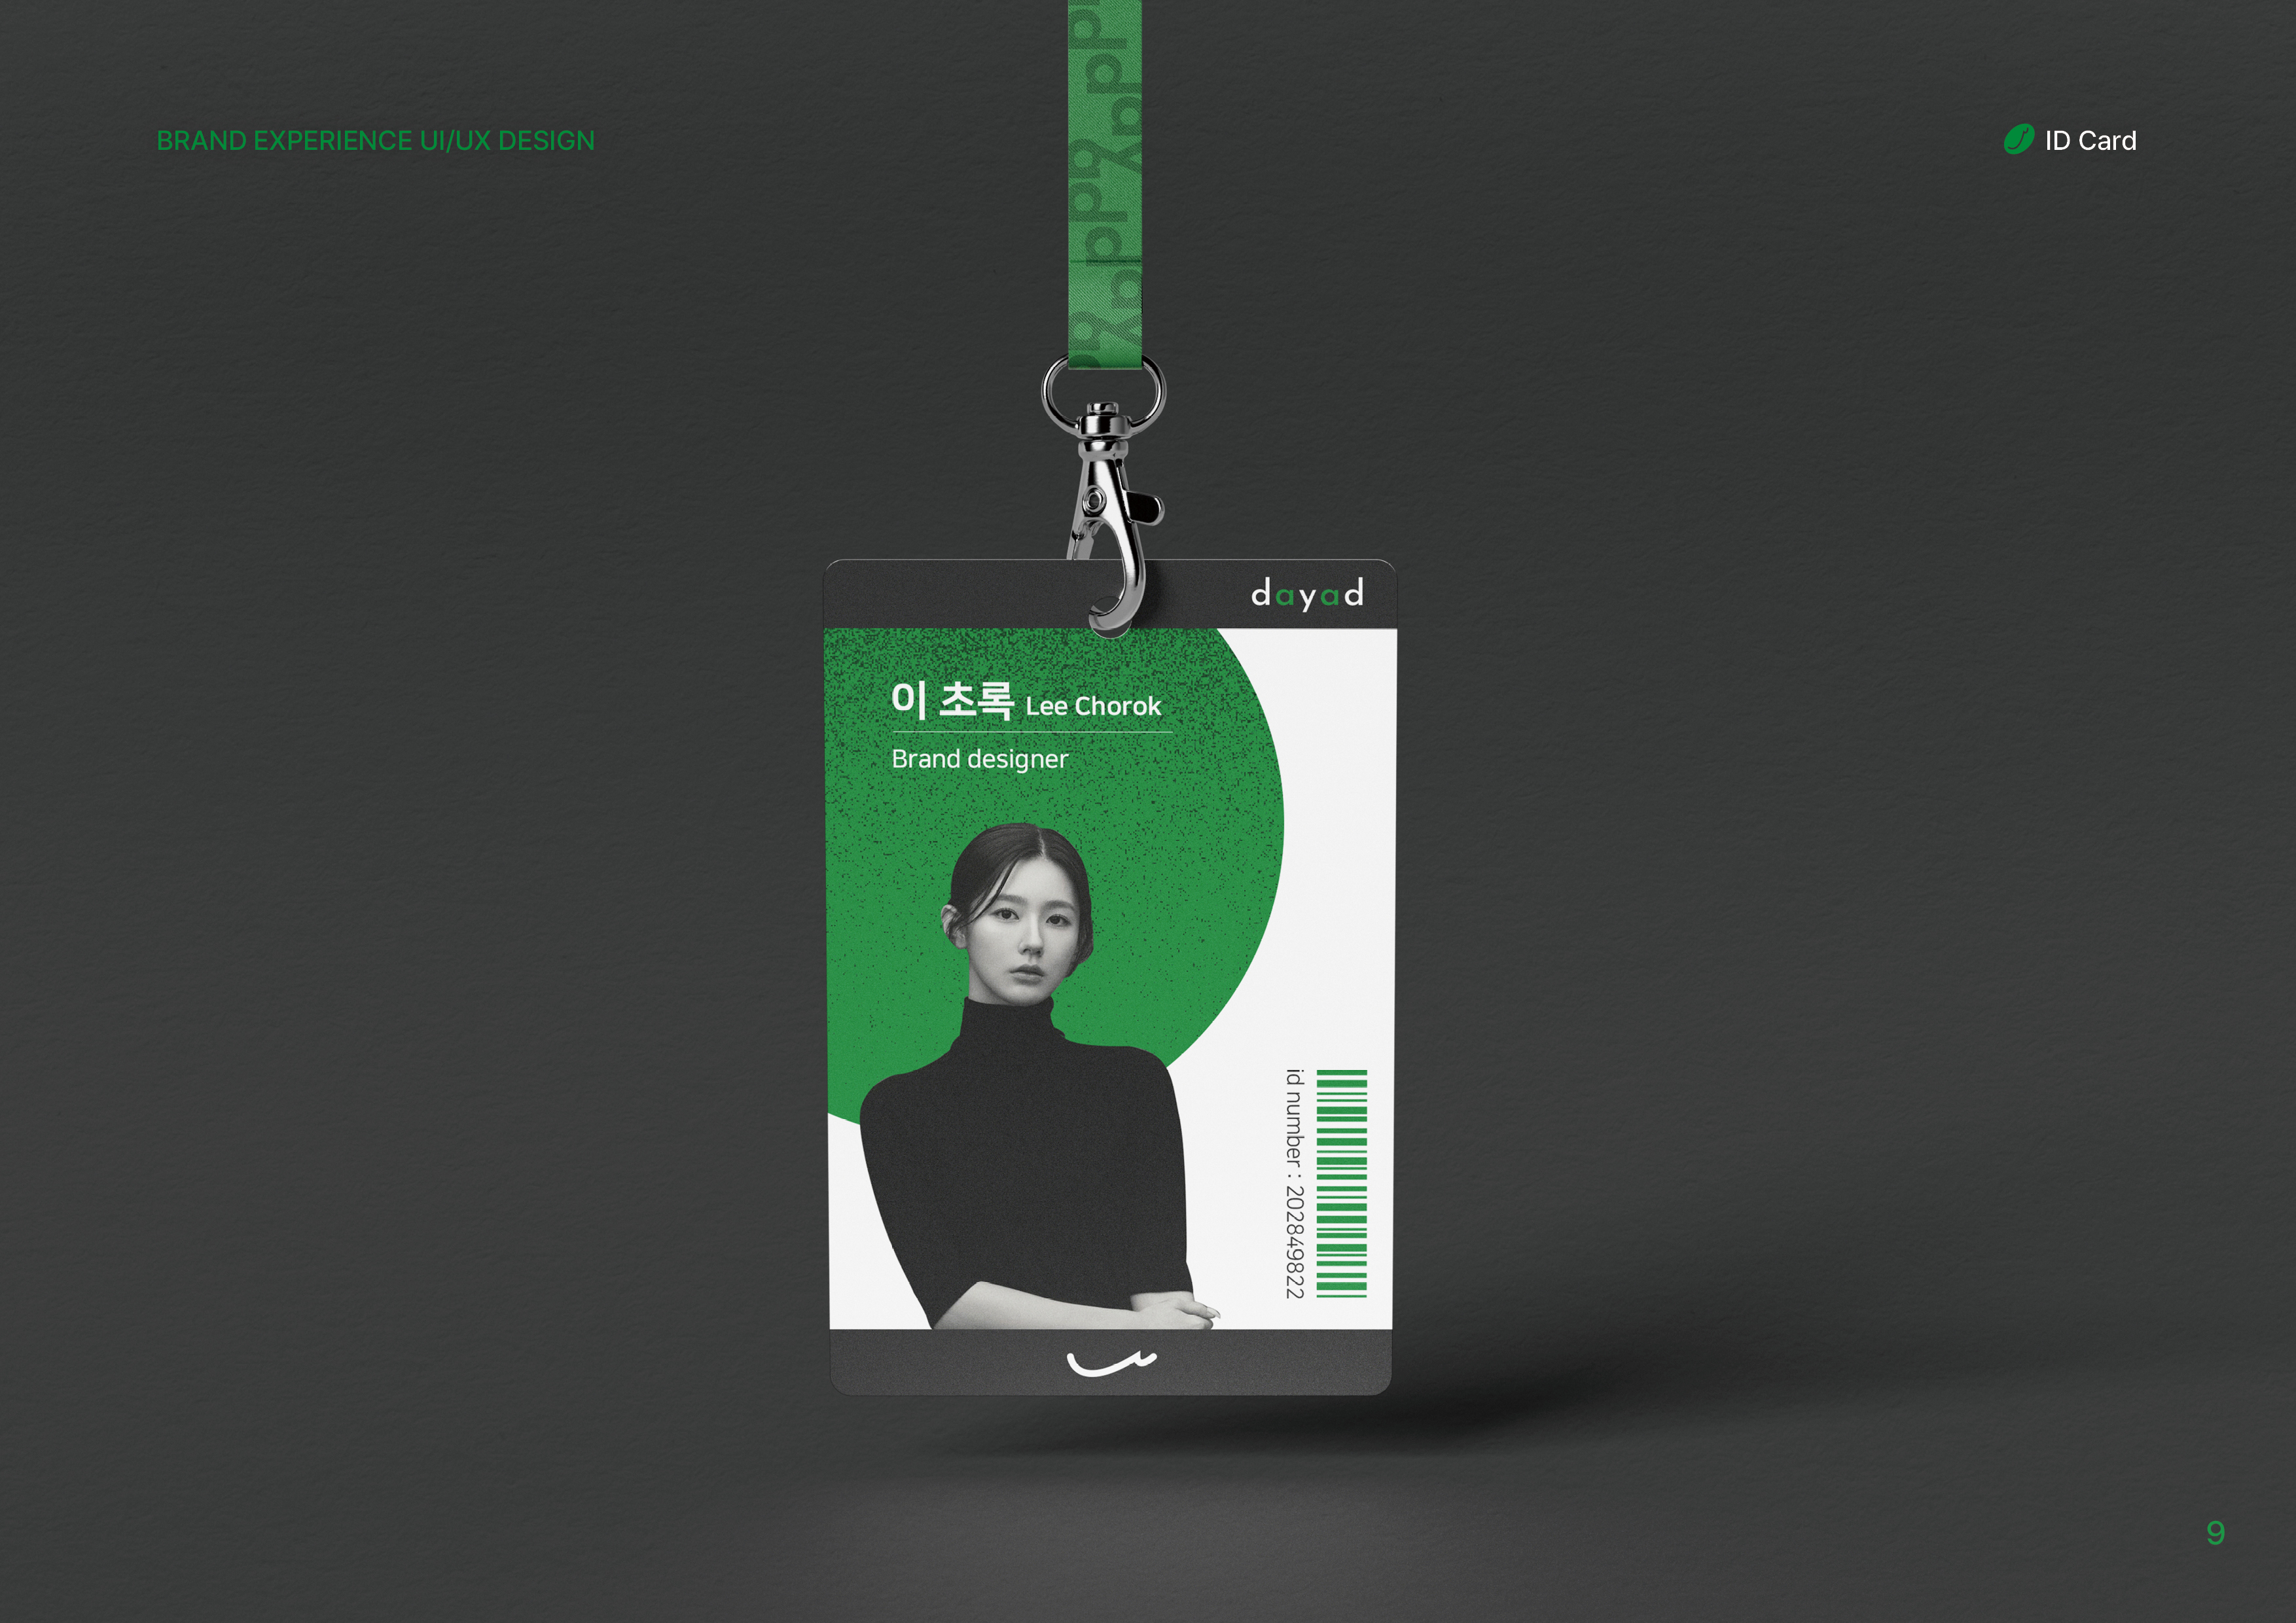 BRAND EXPERIENCE UI/UX DESIGN
ID Card
dayad
이 초록 Lee Chorok
Brand designer
id number : 202849822
9